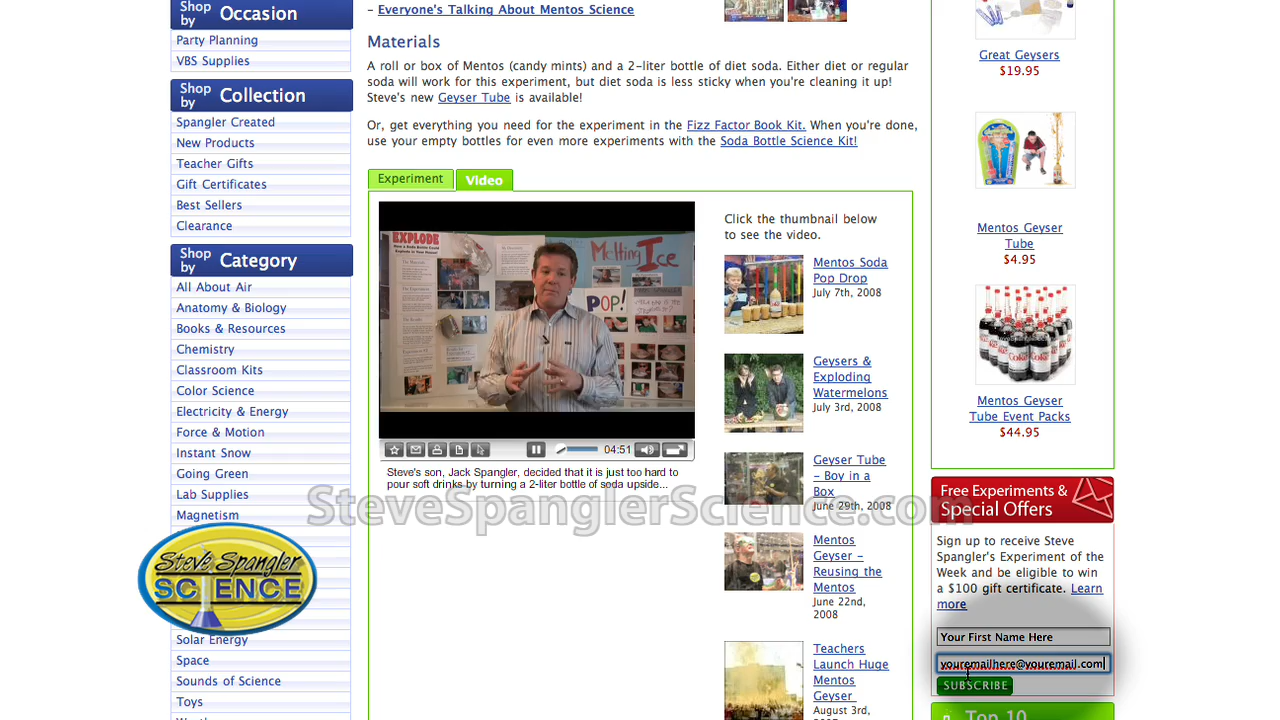 Shop by Occasion
Party Planning
VBS Supplies
Shop by Collection
Spangler Created
New Products
Teacher Gifts
Gift Certificates
Best Sellers
Clearance
Shop by Category
All About Air
Anatomy & Biology
Books & Resources
Chemistry
Classroom Kits
Color Science
Electricity & Energy
Force & Motion
Instant Snow
Going Green
Lab Supplies
Magnetism
Steve Spangler
SCIENCE
Solar Energy
Space
Sounds of Science
Toys
– Everyone's Talking About Mentos Science
Materials
A roll or box of Mentos (candy mints) and a 2-liter bottle of diet soda. Either diet or regular
soda will work for this experiment, but diet soda is less sticky when you're cleaning it up!
Steve's new Geyser Tube is available!
Or, get everything you need for the experiment in the Fizz Factor Book Kit. When you're done,
use your empty bottles for even more experiments with the Soda Bottle Science Kit!
Experiment Video
EXPLODE
Melting Ice
POP!
04:51
Steve's son, Jack Spangler, decided that it is just too hard to
pour soft drinks by turning a 2-liter bottle of soda upside...
SteveSpanglerScience.com
Click the thumbnail below
to see the video.
Mentos Soda
Pop Drop
July 7th, 2008
Geysers &
Exploding
Watermelons
July 3rd, 2008
Geyser Tube
– Boy in a
Box
June 29th, 2008
Mentos
Geyser –
Reusing the
Mentos
June 22nd,
2008
Teachers
Launch Huge
Mentos
Geyser
August 3rd,
Great Geysers
$19.95
Mentos Geyser
Tube
$4.95
Coke
Mentos Geyser
Tube Event Packs
$44.95
Free Experiments &
Special Offers
Sign up to receive Steve
Spangler's Experiment of the
Week and be eligible to win
a $100 gift certificate. Learn
more
Your First Name Here
youremailhere@youremail.com
SUBSCRIBE
Top 10